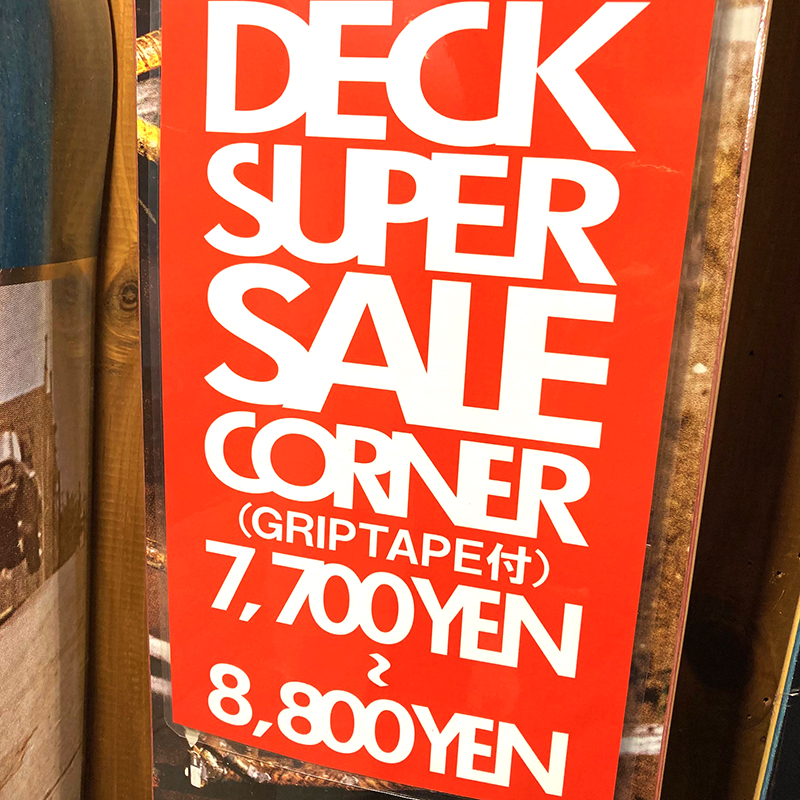 DECK
SUPER
SALE
CORNER
(GRIPTAPE付)
7,700YEN
~
8,800YEN